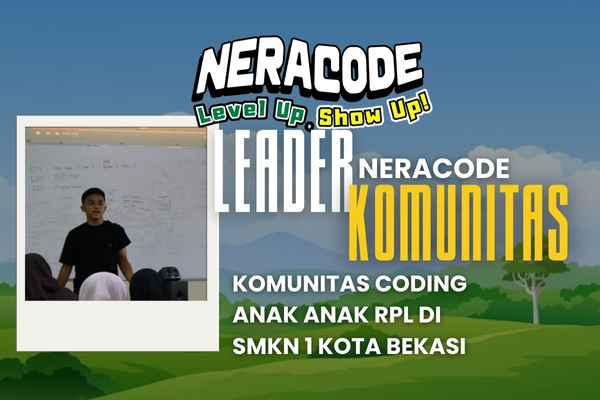 NERACODE
Level Up, Show Up!
LEADER
NERACODE
KOMUNITAS
KOMUNITAS CODING
ANAK ANAK RPL DI
SMKN 1 KOTA BEKASI